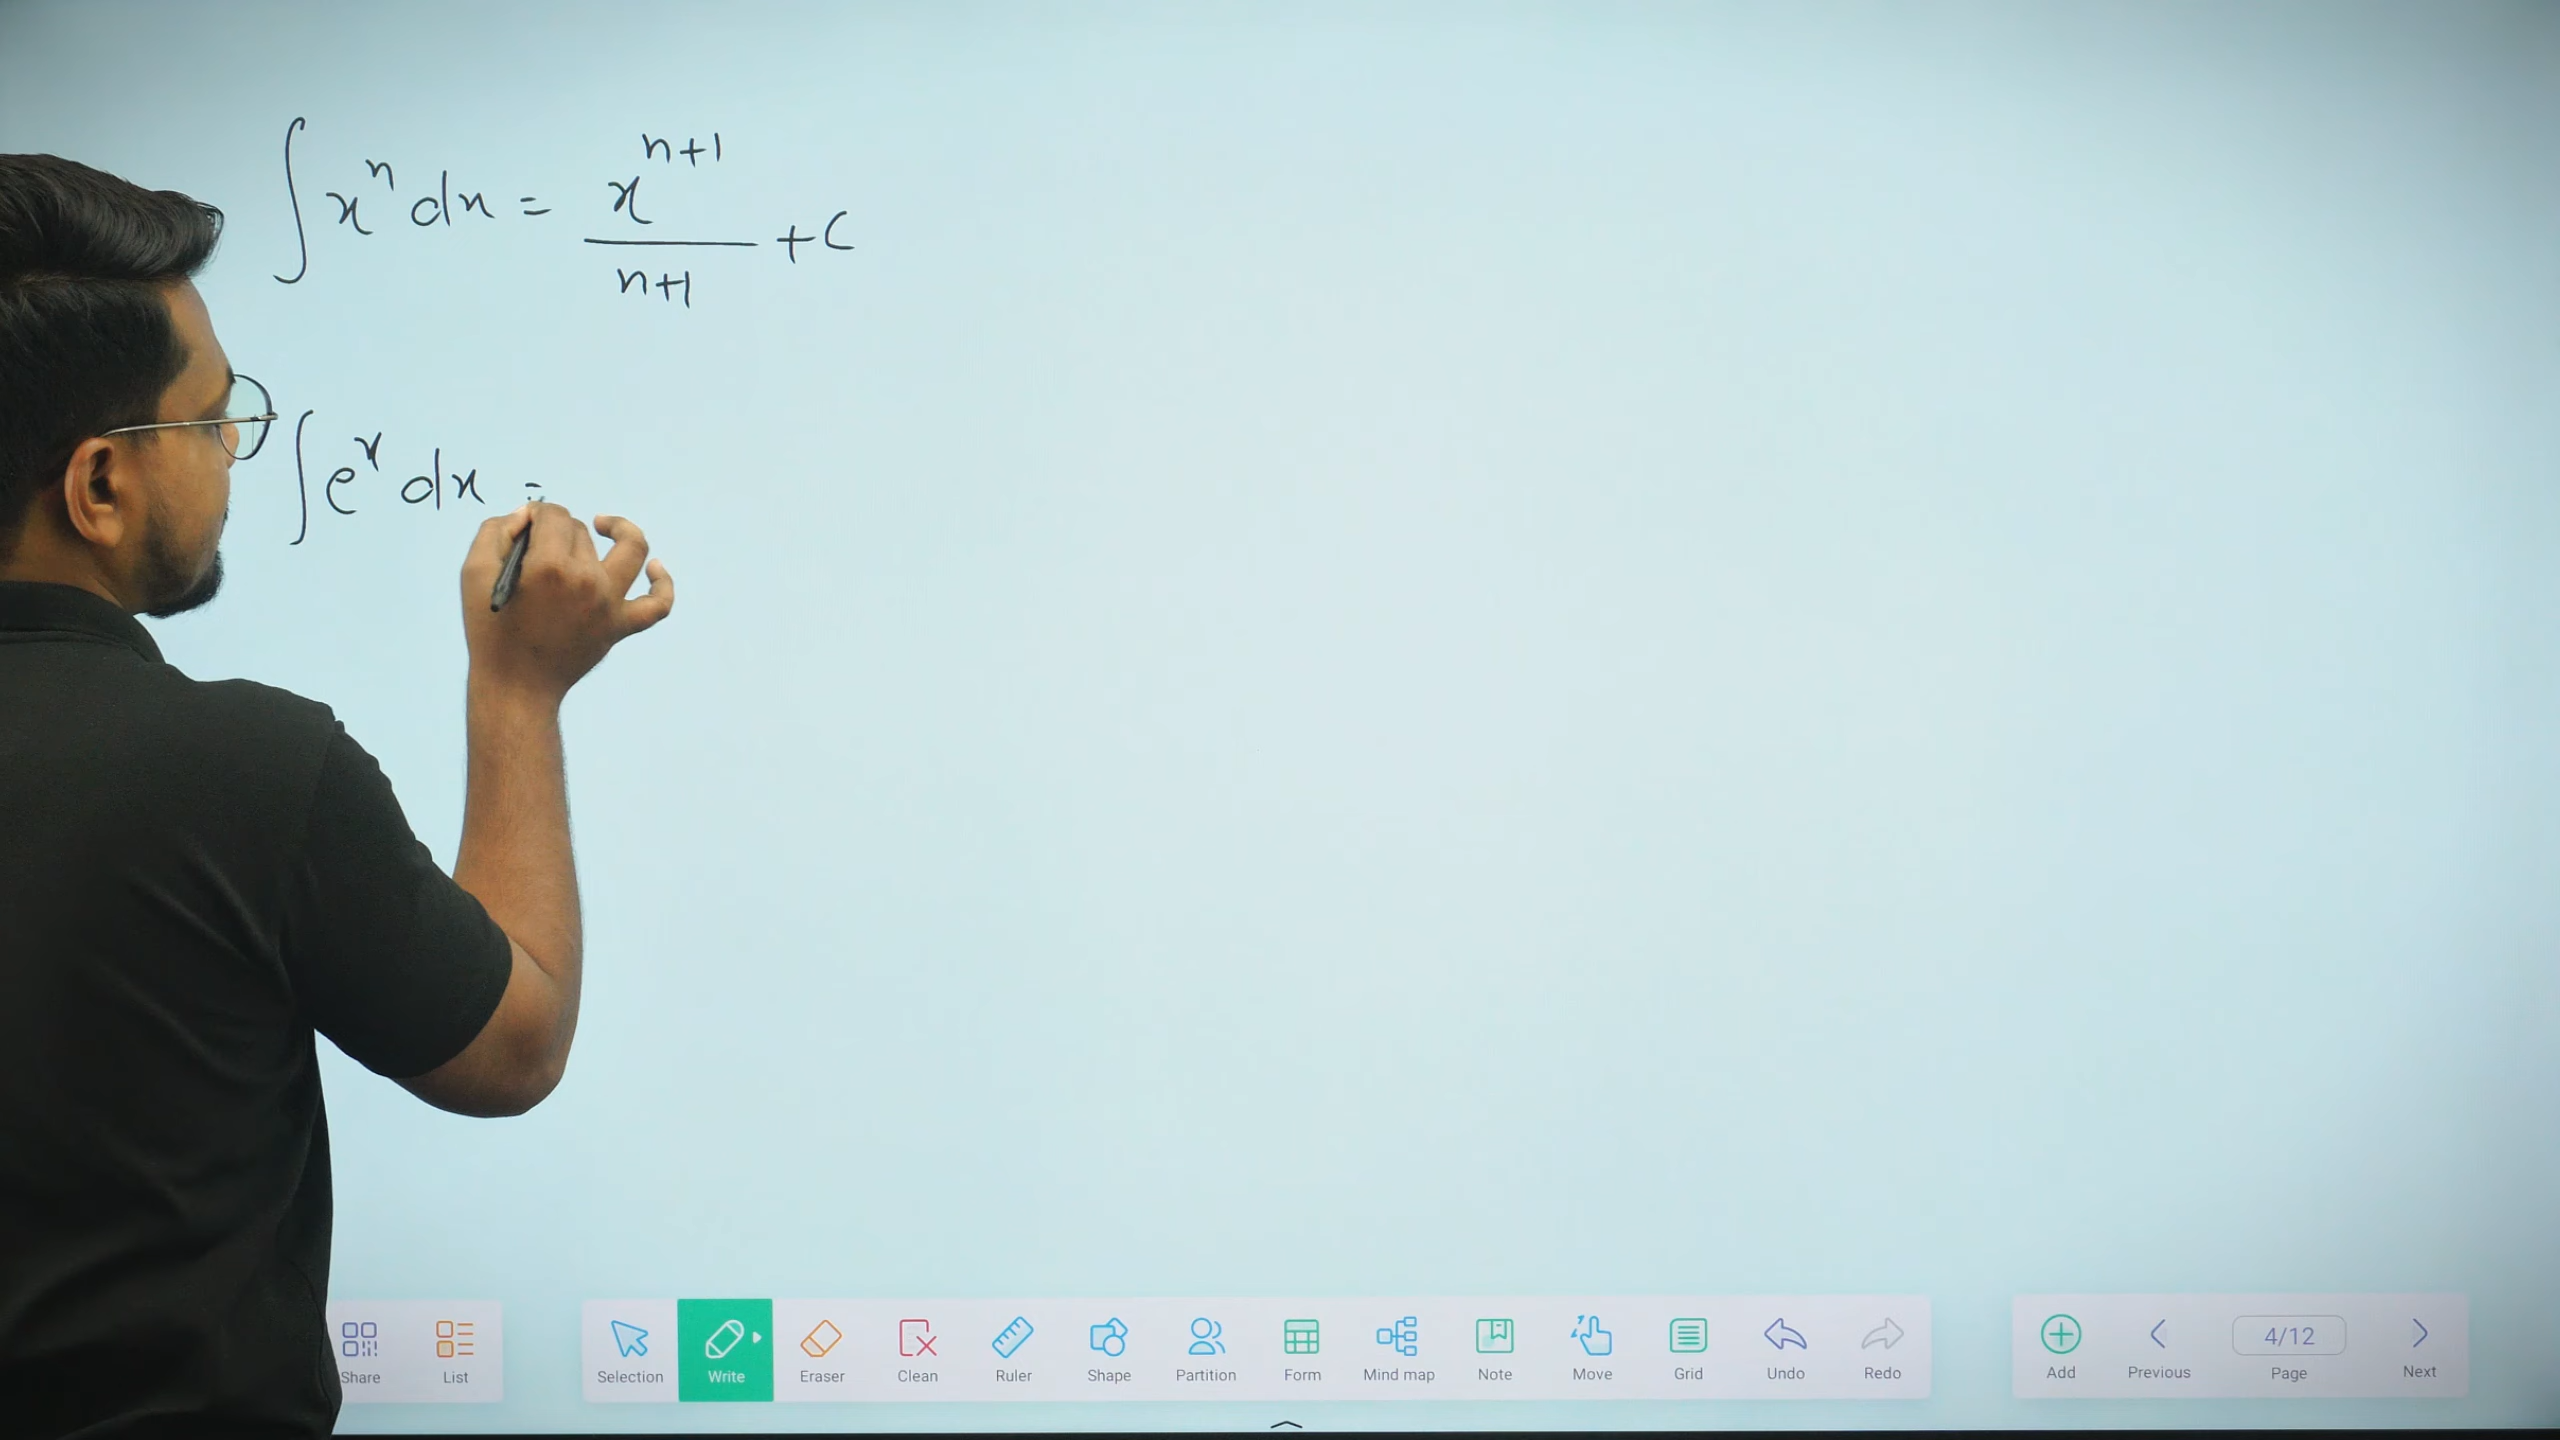 ∫ xⁿ dx = xⁿ⁺¹ / n+1 + C
∫ eˣ dx =
Share List Selection Write Eraser Clean Ruler Shape Partition Form Mind map Note Move Grid Undo Redo Add Previous 4/12 Page Next